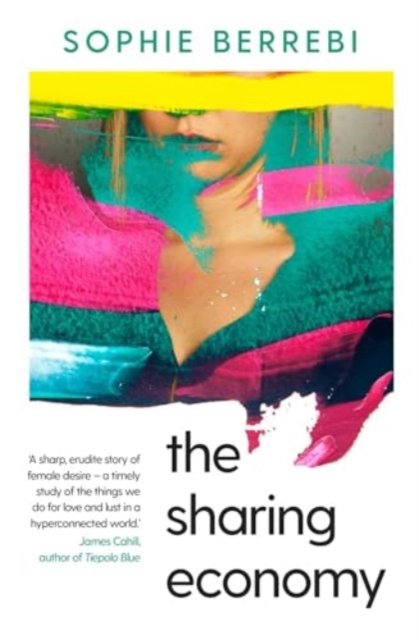 SOPHIE BERREBI
‘A sharp, erudite story of
female desire – a timely
study of the things we
do for love and lust in a
hyperconnected world.’
James Cahill,
author of Tiepolo Blue
the
sharing
economy